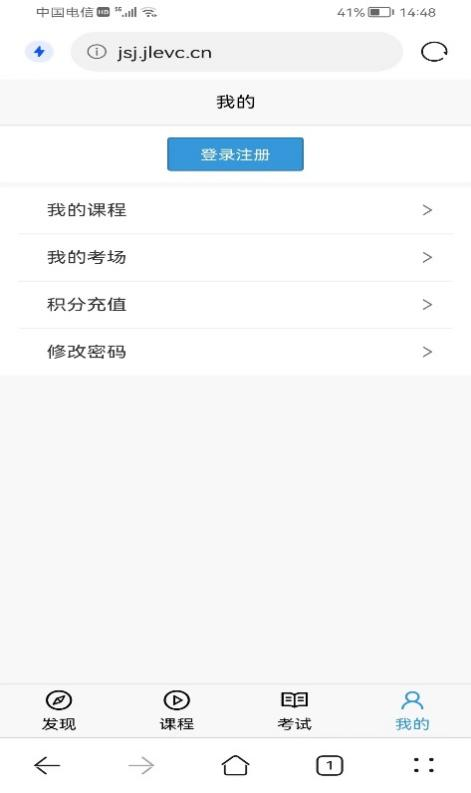 中国电信 HD 5G 41% 14:48
jsj.jlevc.cn
我的
登录注册
我的课程 >
我的考场 >
积分充值 >
修改密码 >
发现 课程 考试 我的
1